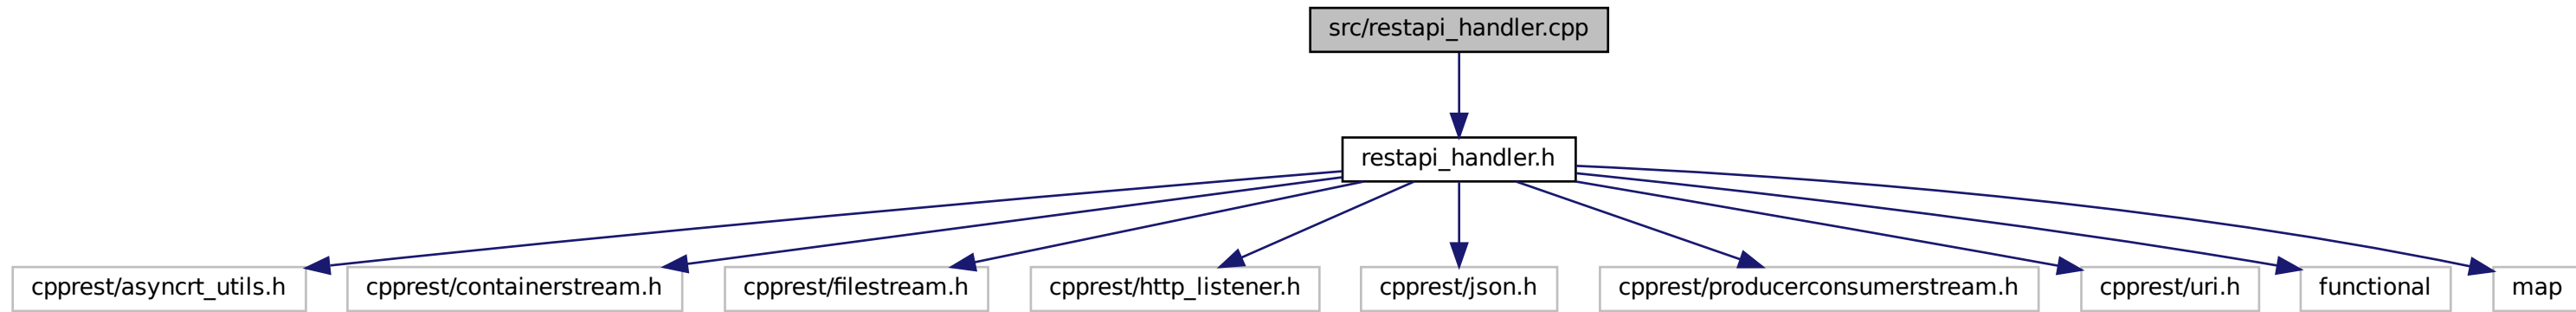 src/restapi_handler.cpp
restapi_handler.h
cpprest/asyncrt_utils.h
cpprest/containerstream.h
cpprest/filestream.h
cpprest/http_listener.h
cpprest/json.h
cpprest/producerconsumerstream.h
cpprest/uri.h
functional
map